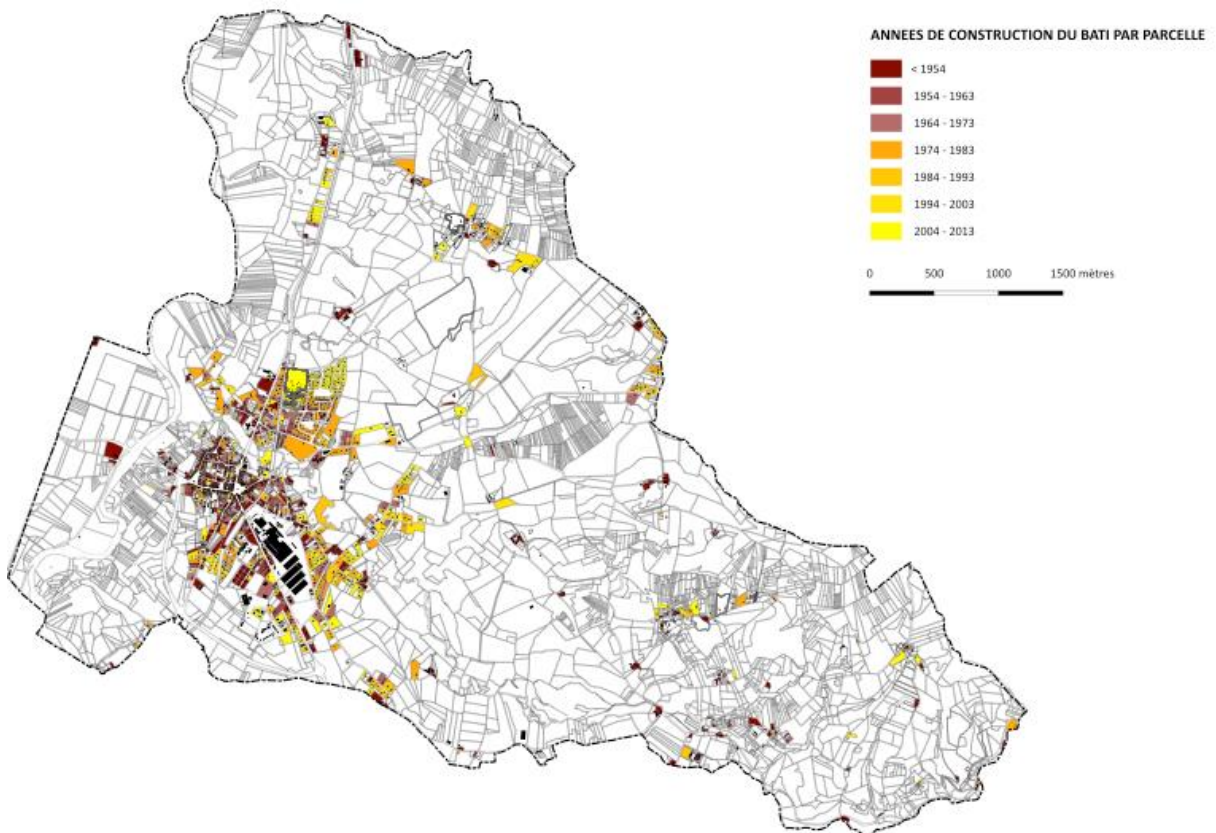 ANNEES DE CONSTRUCTION DU BATI PAR PARCELLE
< 1954
1954 - 1963
1964 - 1973
1974 - 1983
1984 - 1993
1994 - 2003
2004 - 2013
0 500 1000 1500 mètres